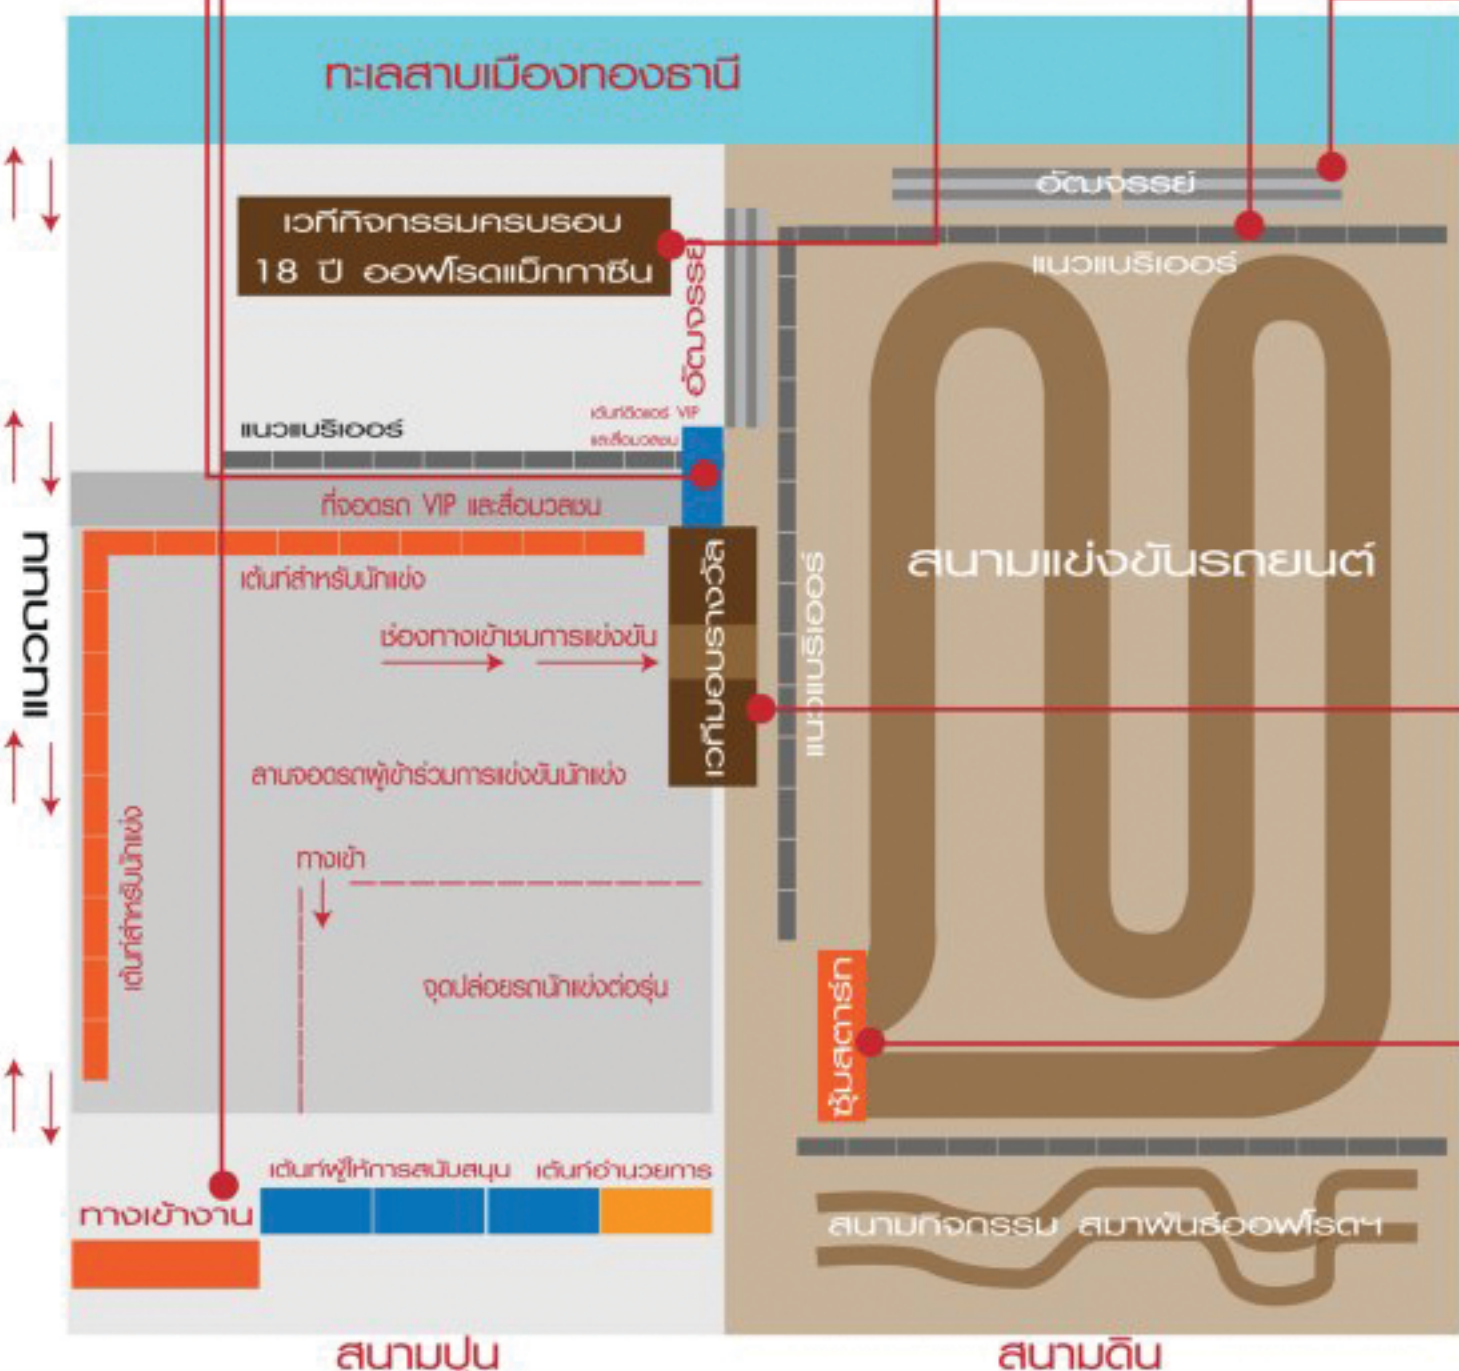 ทะเลสาบเมืองทองธานี
เวทีกิจกรรมครบรอบ
18 ปี ออฟโรดแม็กกาซีน
อัฒจรรย์
อัฒจรรย์
แนวแบริเออร์
แนวแบริเออร์
เต้นท์ติดแอร์ VIP
และสื่อมวลชน
ที่จอดรถ VIP และสื่อมวลชน
แนวถนน
เต้นท์สำหรับนักแข่ง
ช่องทางเข้าชมการแข่งขัน
เวทีมอบรางวัล
แนวแบริเออร์
สนามแข่งขันรถยนต์
ลานจอดรถผู้เข้าร่วมการแข่งขันนักแข่ง
เต้นท์สำหรับนักแข่ง
ทางเข้า
จุดปล่อยรถนักแข่งต่อรุ่น
ซุ้มสตาร์ท
เต้นท์ผู้ให้การสนับสนุน
เต้นท์อำนวยการ
ทางเข้างาน
สนามกิจกรรม สมาพันธ์ออฟโรดฯ
สนามปูน
สนามดิน